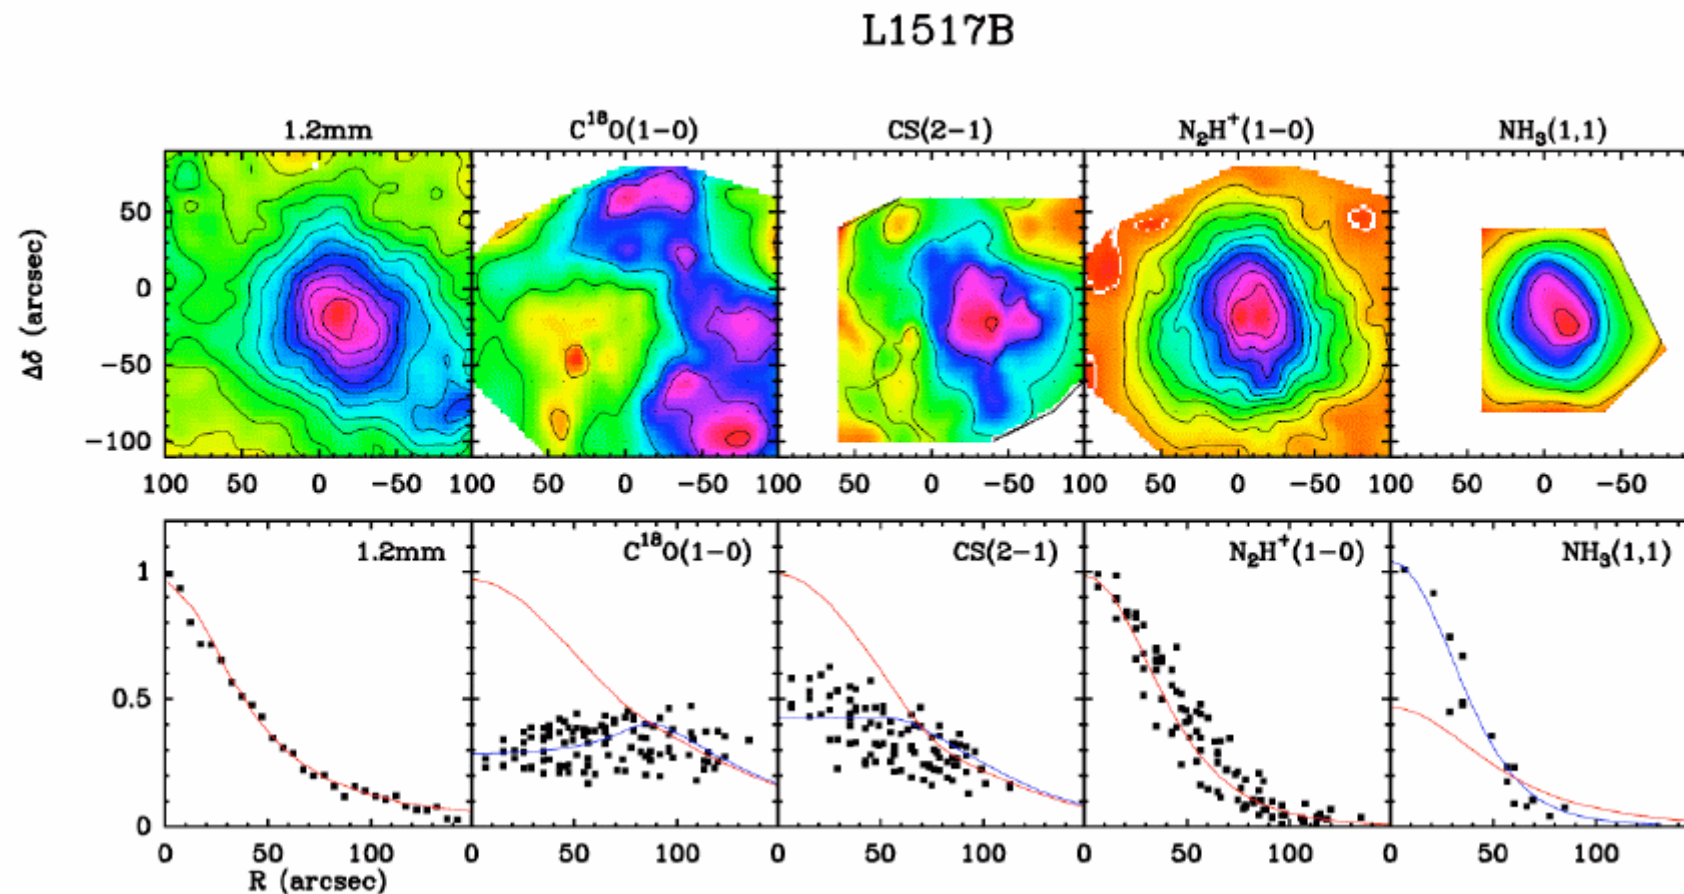 L1517B
1.2mm
C¹⁸O(1-0)
CS(2-1)
N₂H⁺(1-0)
NH₃(1,1)
Δδ (arcsec)
50
0
-50
-100
100 50 0 -50 100 50 0 -50 100 50 0 -50 100 50 0 -50 100 50 0 -50
1.2mm
C¹⁸O(1-0)
CS(2-1)
N₂H⁺(1-0)
NH₃(1,1)
1
0.5
0
0 50 100 0 50 100 0 50 100 0 50 100 0 50 100
R (arcsec)